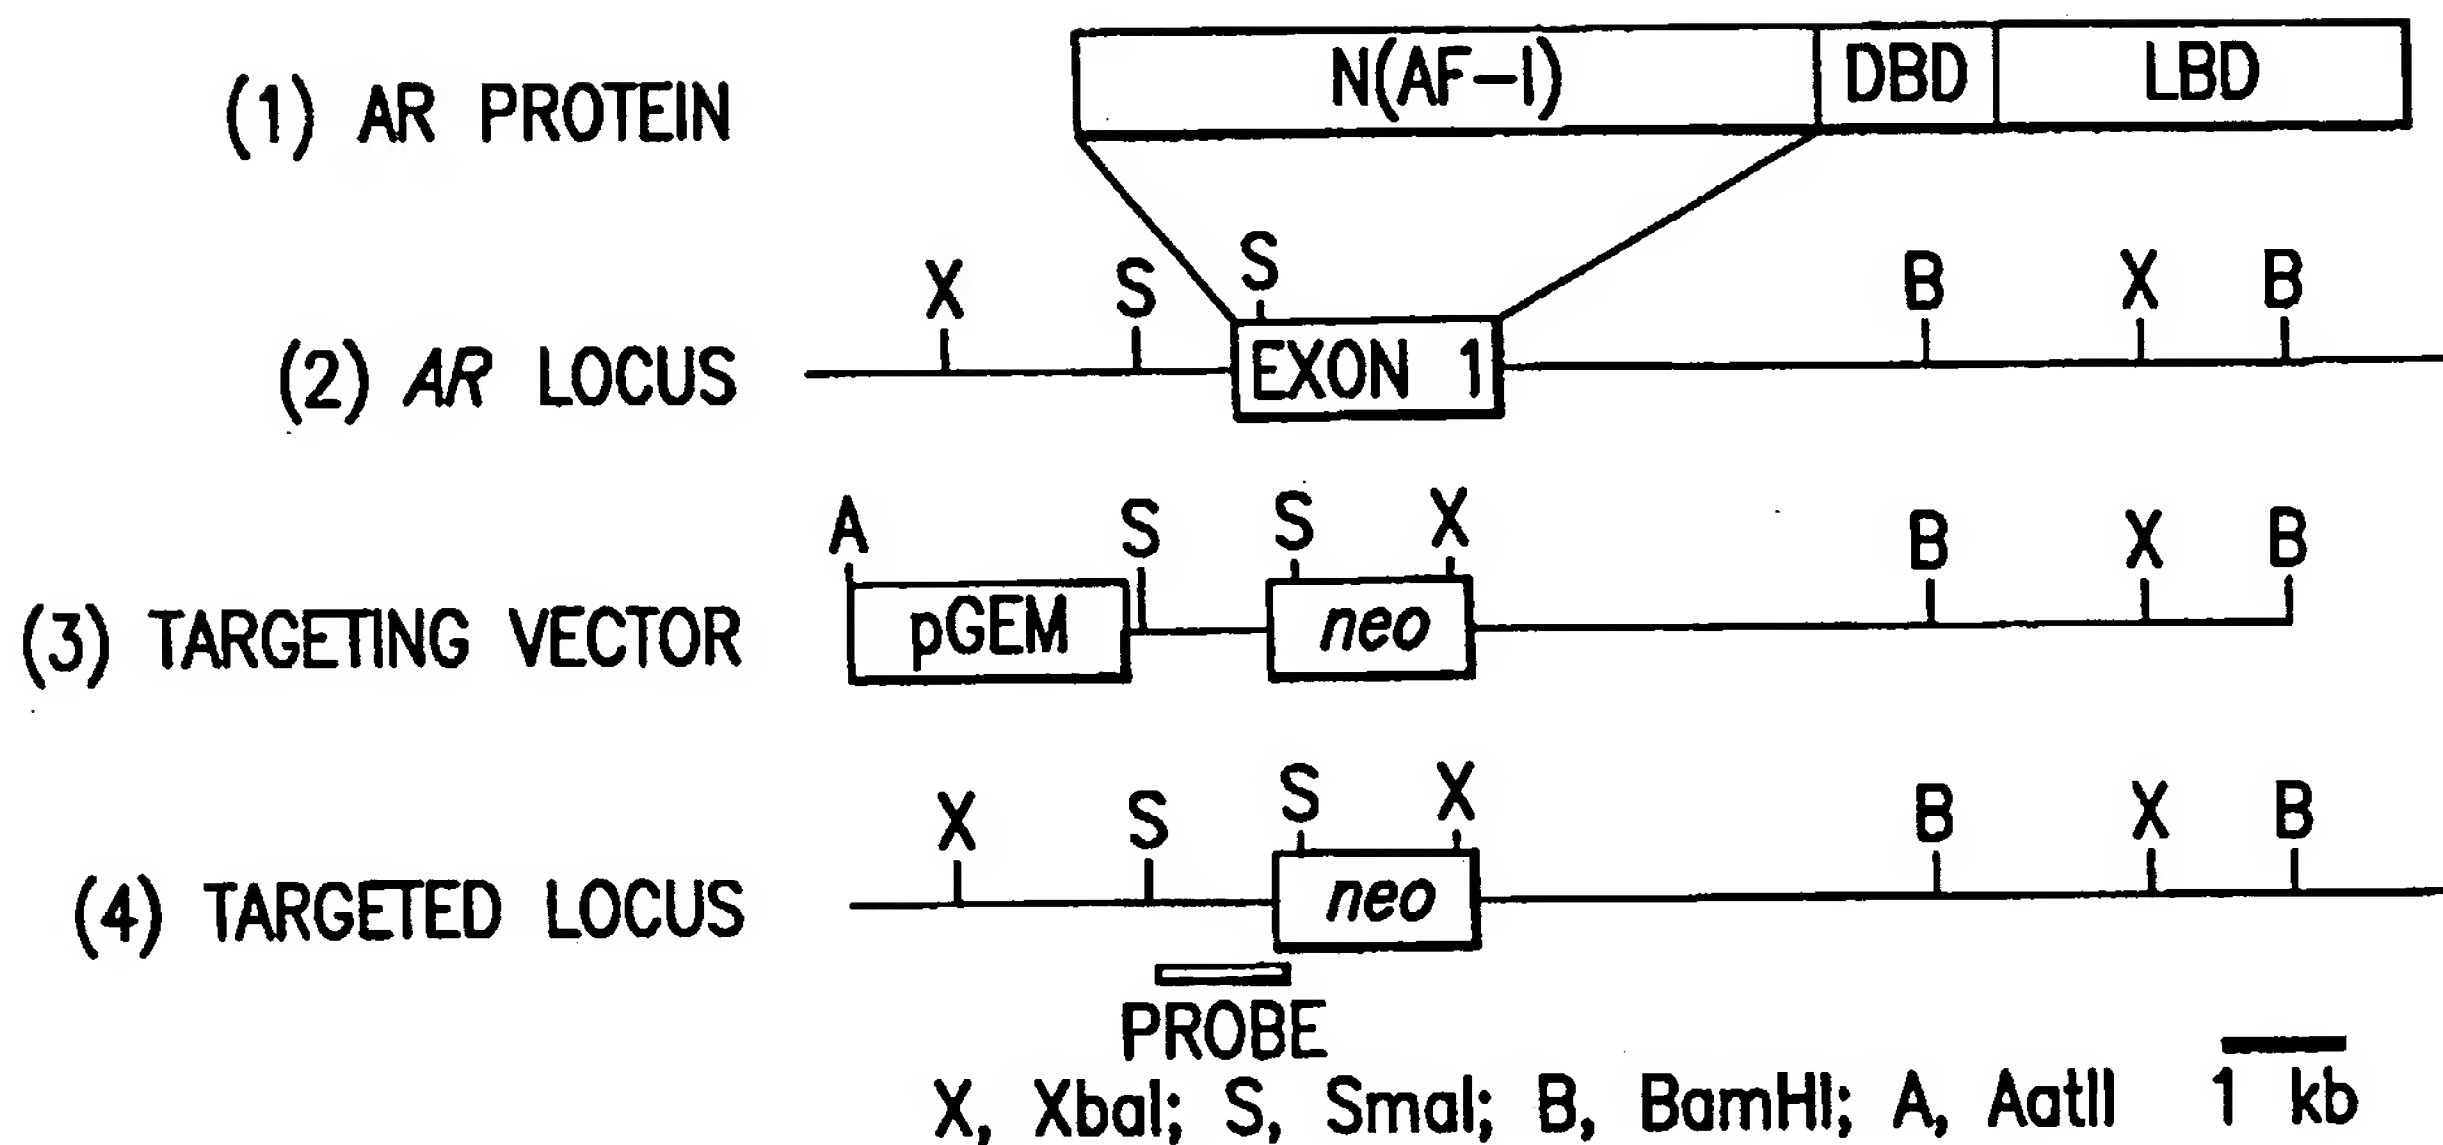 N(AF-I) DBD LBD
(1) AR PROTEIN
X S S B X B
(2) AR LOCUS EXON 1
A S S X B X B
(3) TARGETING VECTOR pGEM neo
X S S X B X B
(4) TARGETED LOCUS neo
PROBE
X, XbaI; S, SmaI; B, BamHI; A, AatII 1 kb